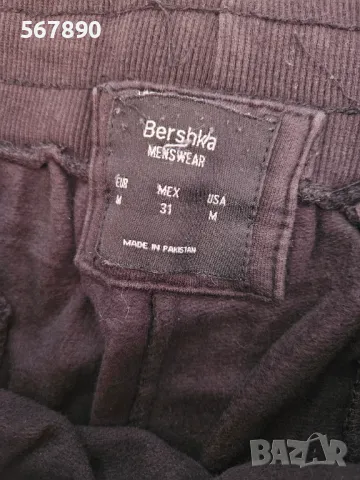 567890
Bershka
MENSWEAR
EUR MEX USA
M 31 M
MADE IN PAKISTAN
BAZAR